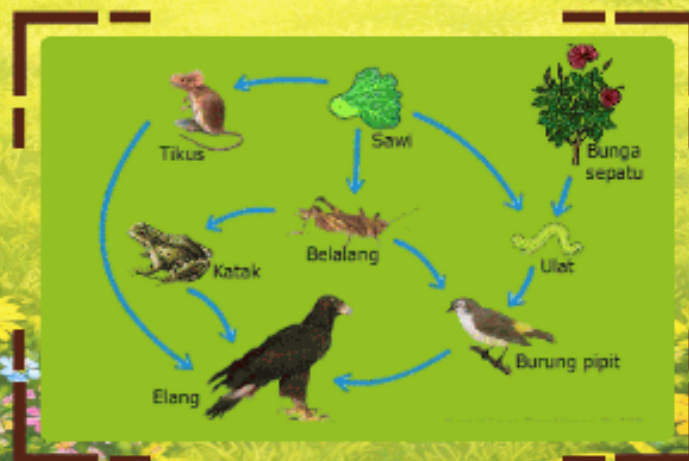 Sawi
Tikus
Bunga
sepatu
Belalang
Katak
Ulat
Burung pipit
Elang